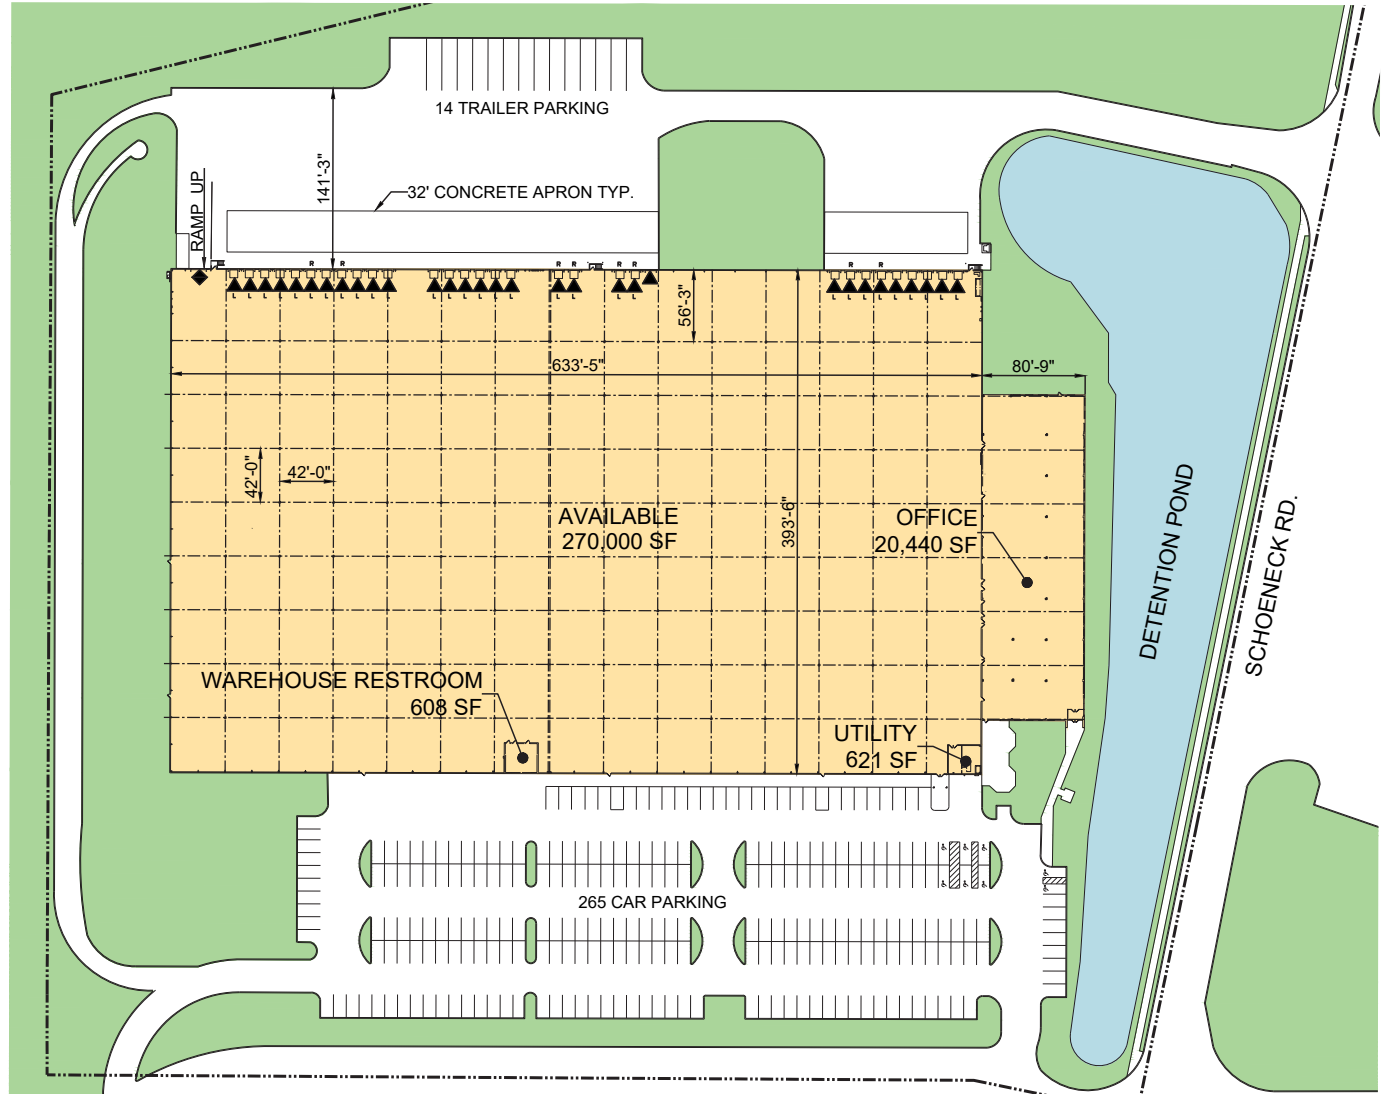 14 TRAILER PARKING
141'-3"
RAMP UP
32' CONCRETE APRON TYP.
R R R R R R R R
L L L L L L L L L L L L L L L
56'-3"
633'-5"
80'-9"
42'-0"
42'-0"
393'-6"
AVAILABLE
270,000 SF
OFFICE
20,440 SF
DETENTION POND
SCHOENECK RD.
WAREHOUSE RESTROOM
608 SF
UTILITY
621 SF
265 CAR PARKING